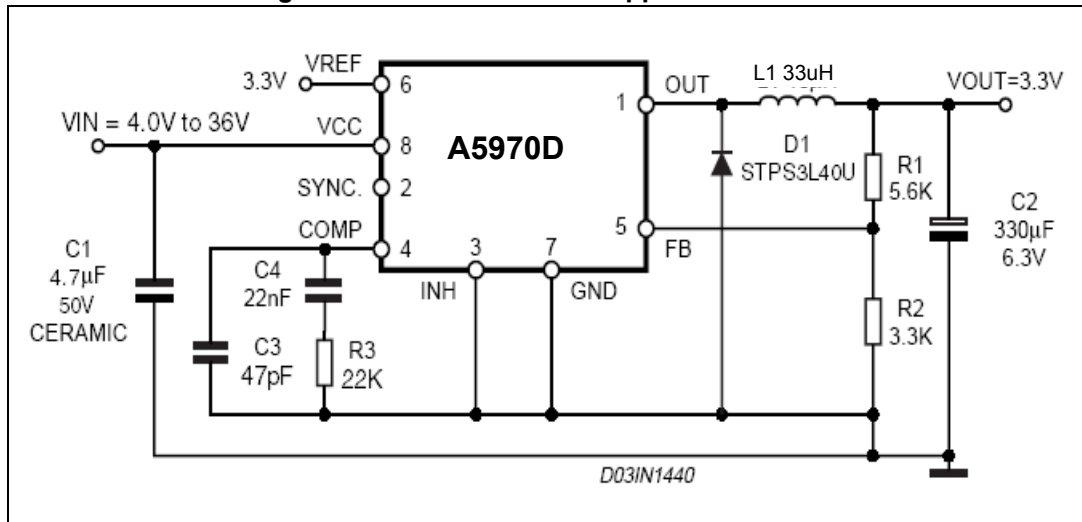 VREF
3.3V
6
OUT
L1 33uH
VOUT=3.3V
1
VIN = 4.0V to 36V
VCC
8
A5970D
D1
STPS3L40U
R1
5.6K
SYNC.
2
COMP
4
3
7
5
FB
C2
330µF
6.3V
C1
4.7µF
50V
CERAMIC
C4
22nF
INH
GND
R2
3.3K
C3
47pF
R3
22K
D03IN1440